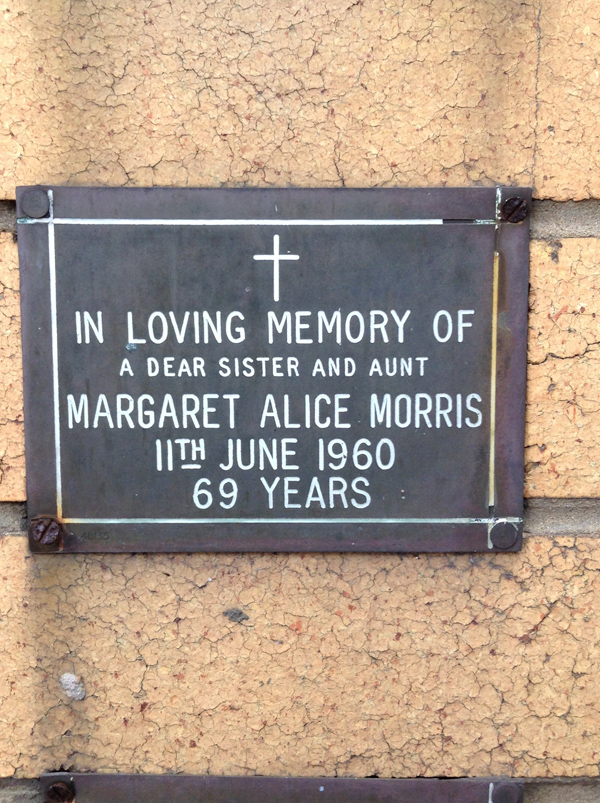 IN LOVING MEMORY OF
A DEAR SISTER AND AUNT
MARGARET ALICE MORRIS
11TH JUNE 1960
69 YEARS